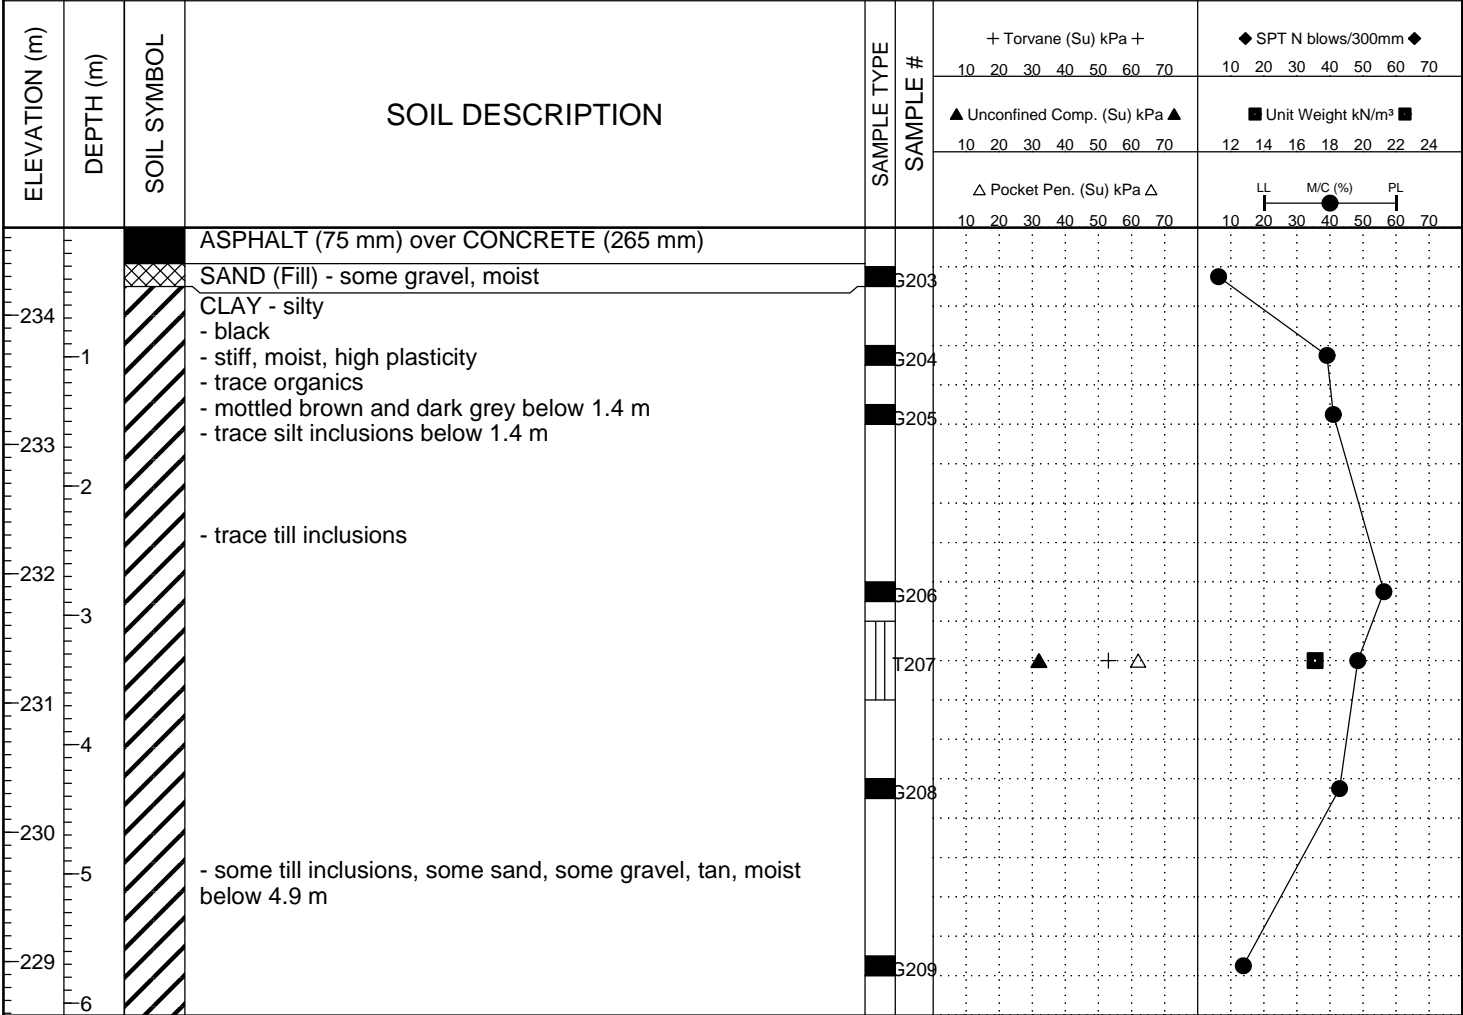 ELEVATION (m)
DEPTH (m)
SOIL SYMBOL
SOIL DESCRIPTION
SAMPLE TYPE
SAMPLE #
+ Torvane (Su) kPa +
10 20 30 40 50 60 70
▲ Unconfined Comp. (Su) kPa ▲
10 20 30 40 50 60 70
△ Pocket Pen. (Su) kPa △
10 20 30 40 50 60 70
◆ SPT N blows/300mm ◆
10 20 30 40 60 70
■ Unit Weight kN/m³ ■
12 14 16 18 20 22 24
LL M/C (%) PL
10 20 30 40 50 60 70
ASPHALT (75 mm) over CONCRETE (265 mm)
SAND (Fill) - some gravel, moist
G203
CLAY - silty
234
- black
1
- stiff, moist, high plasticity
G204
- trace organics
- mottled brown and dark grey below 1.4 m
G205
- trace silt inclusions below 1.4 m
233
2
- trace till inclusions
232
G206
3
T207
231
4
G208
230
5
- some till inclusions, some sand, some gravel, tan, moist
below 4.9 m
229
G209
6